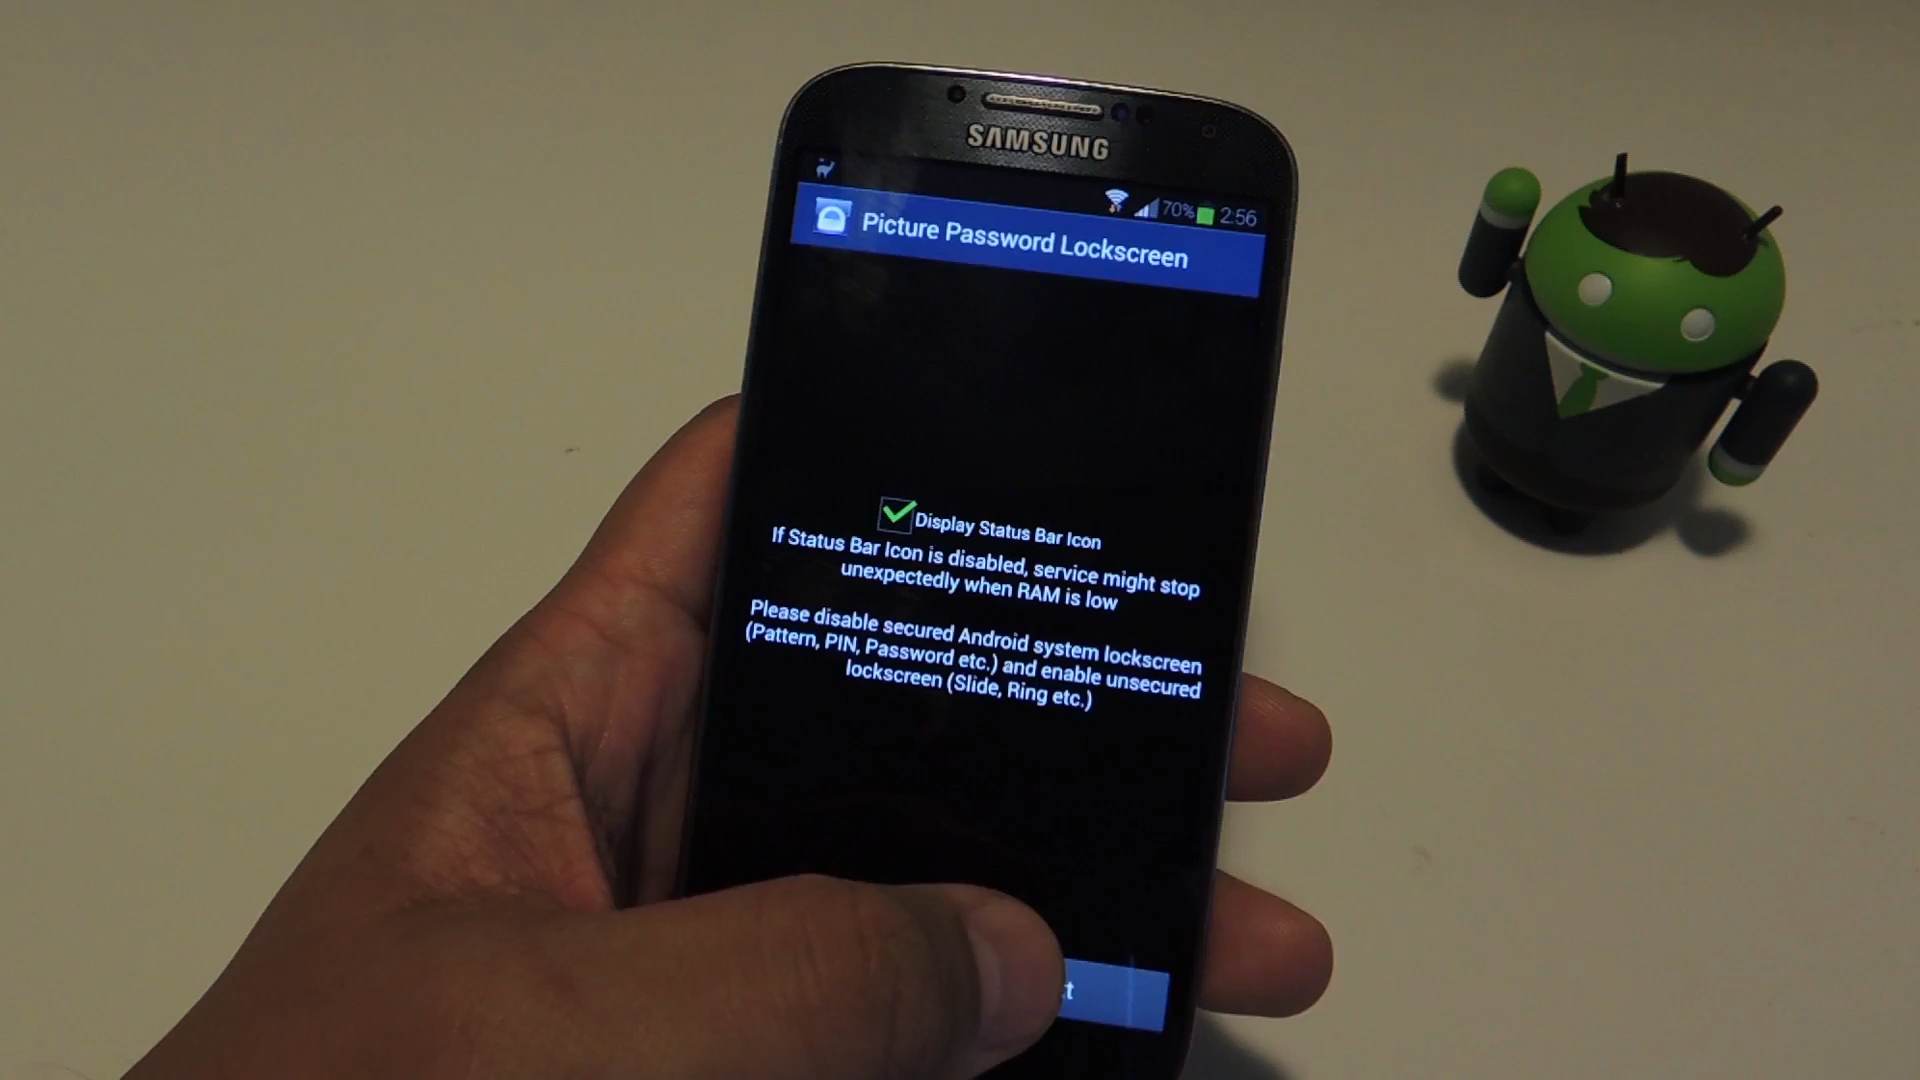 SAMSUNG
70% 2:56
Picture Password Lockscreen
Display Status Bar Icon
If Status Bar Icon is disabled, service might stop
unexpectedly when RAM is low
Please disable secured Android system lockscreen
(Pattern, PIN, Password etc.) and enable unsecured
lockscreen (Slide, Ring etc.)